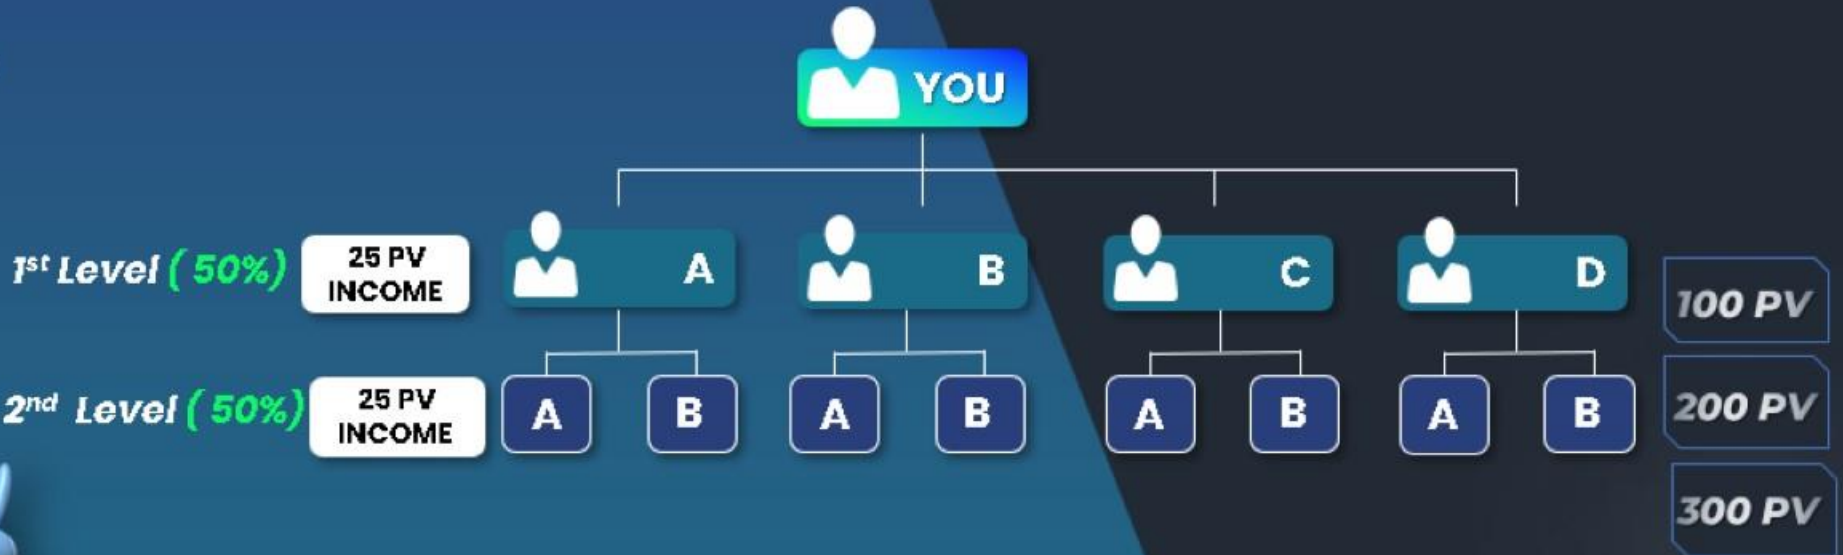 YOU
1st Level ( 50%)
25 PV
INCOME
A
B
C
D
100 PV
2nd Level ( 50%)
25 PV
INCOME
A
B
A
B
A
B
A
B
200 PV
300 PV